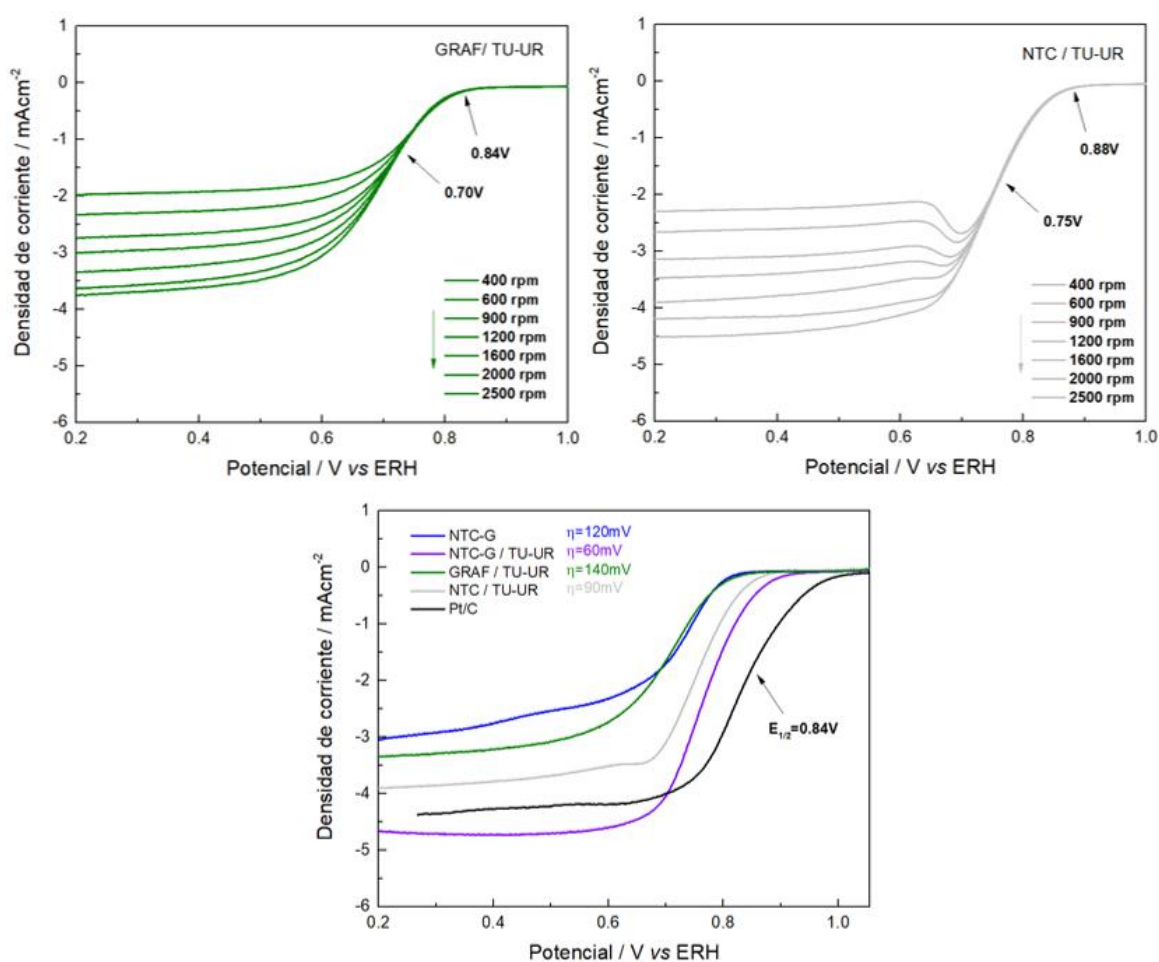 GRAF/ TU-UR
0.84V
0.70V
400 rpm
600 rpm
900 rpm
1200 rpm
1600 rpm
2000 rpm
2500 rpm
1
0
-1
-2
-3
-4
-5
-6
0.2 0.4 0.6 0.8 1.0
Densidad de corriente / mAcm⁻²
Potencial / V vs ERH
NTC / TU-UR
0.88V
0.75V
400 rpm
600 rpm
900 rpm
1200 rpm
1600 rpm
2000 rpm
2500 rpm
1
0
-1
-2
-3
-4
-5
-6
0.2 0.4 0.6 0.8 1.0
Densidad de corriente / mAcm⁻²
Potencial / V vs ERH
NTC-G η=120mV
NTC-G / TU-UR η=60mV
GRAF / TU-UR η=140mV
NTC / TU-UR η=90mV
Pt/C
E1/2=0.84V
1
0
-1
-2
-3
-4
-5
-6
0.2 0.4 0.6 0.8 1.0
Densidad de corriente / mAcm⁻²
Potencial / V vs ERH